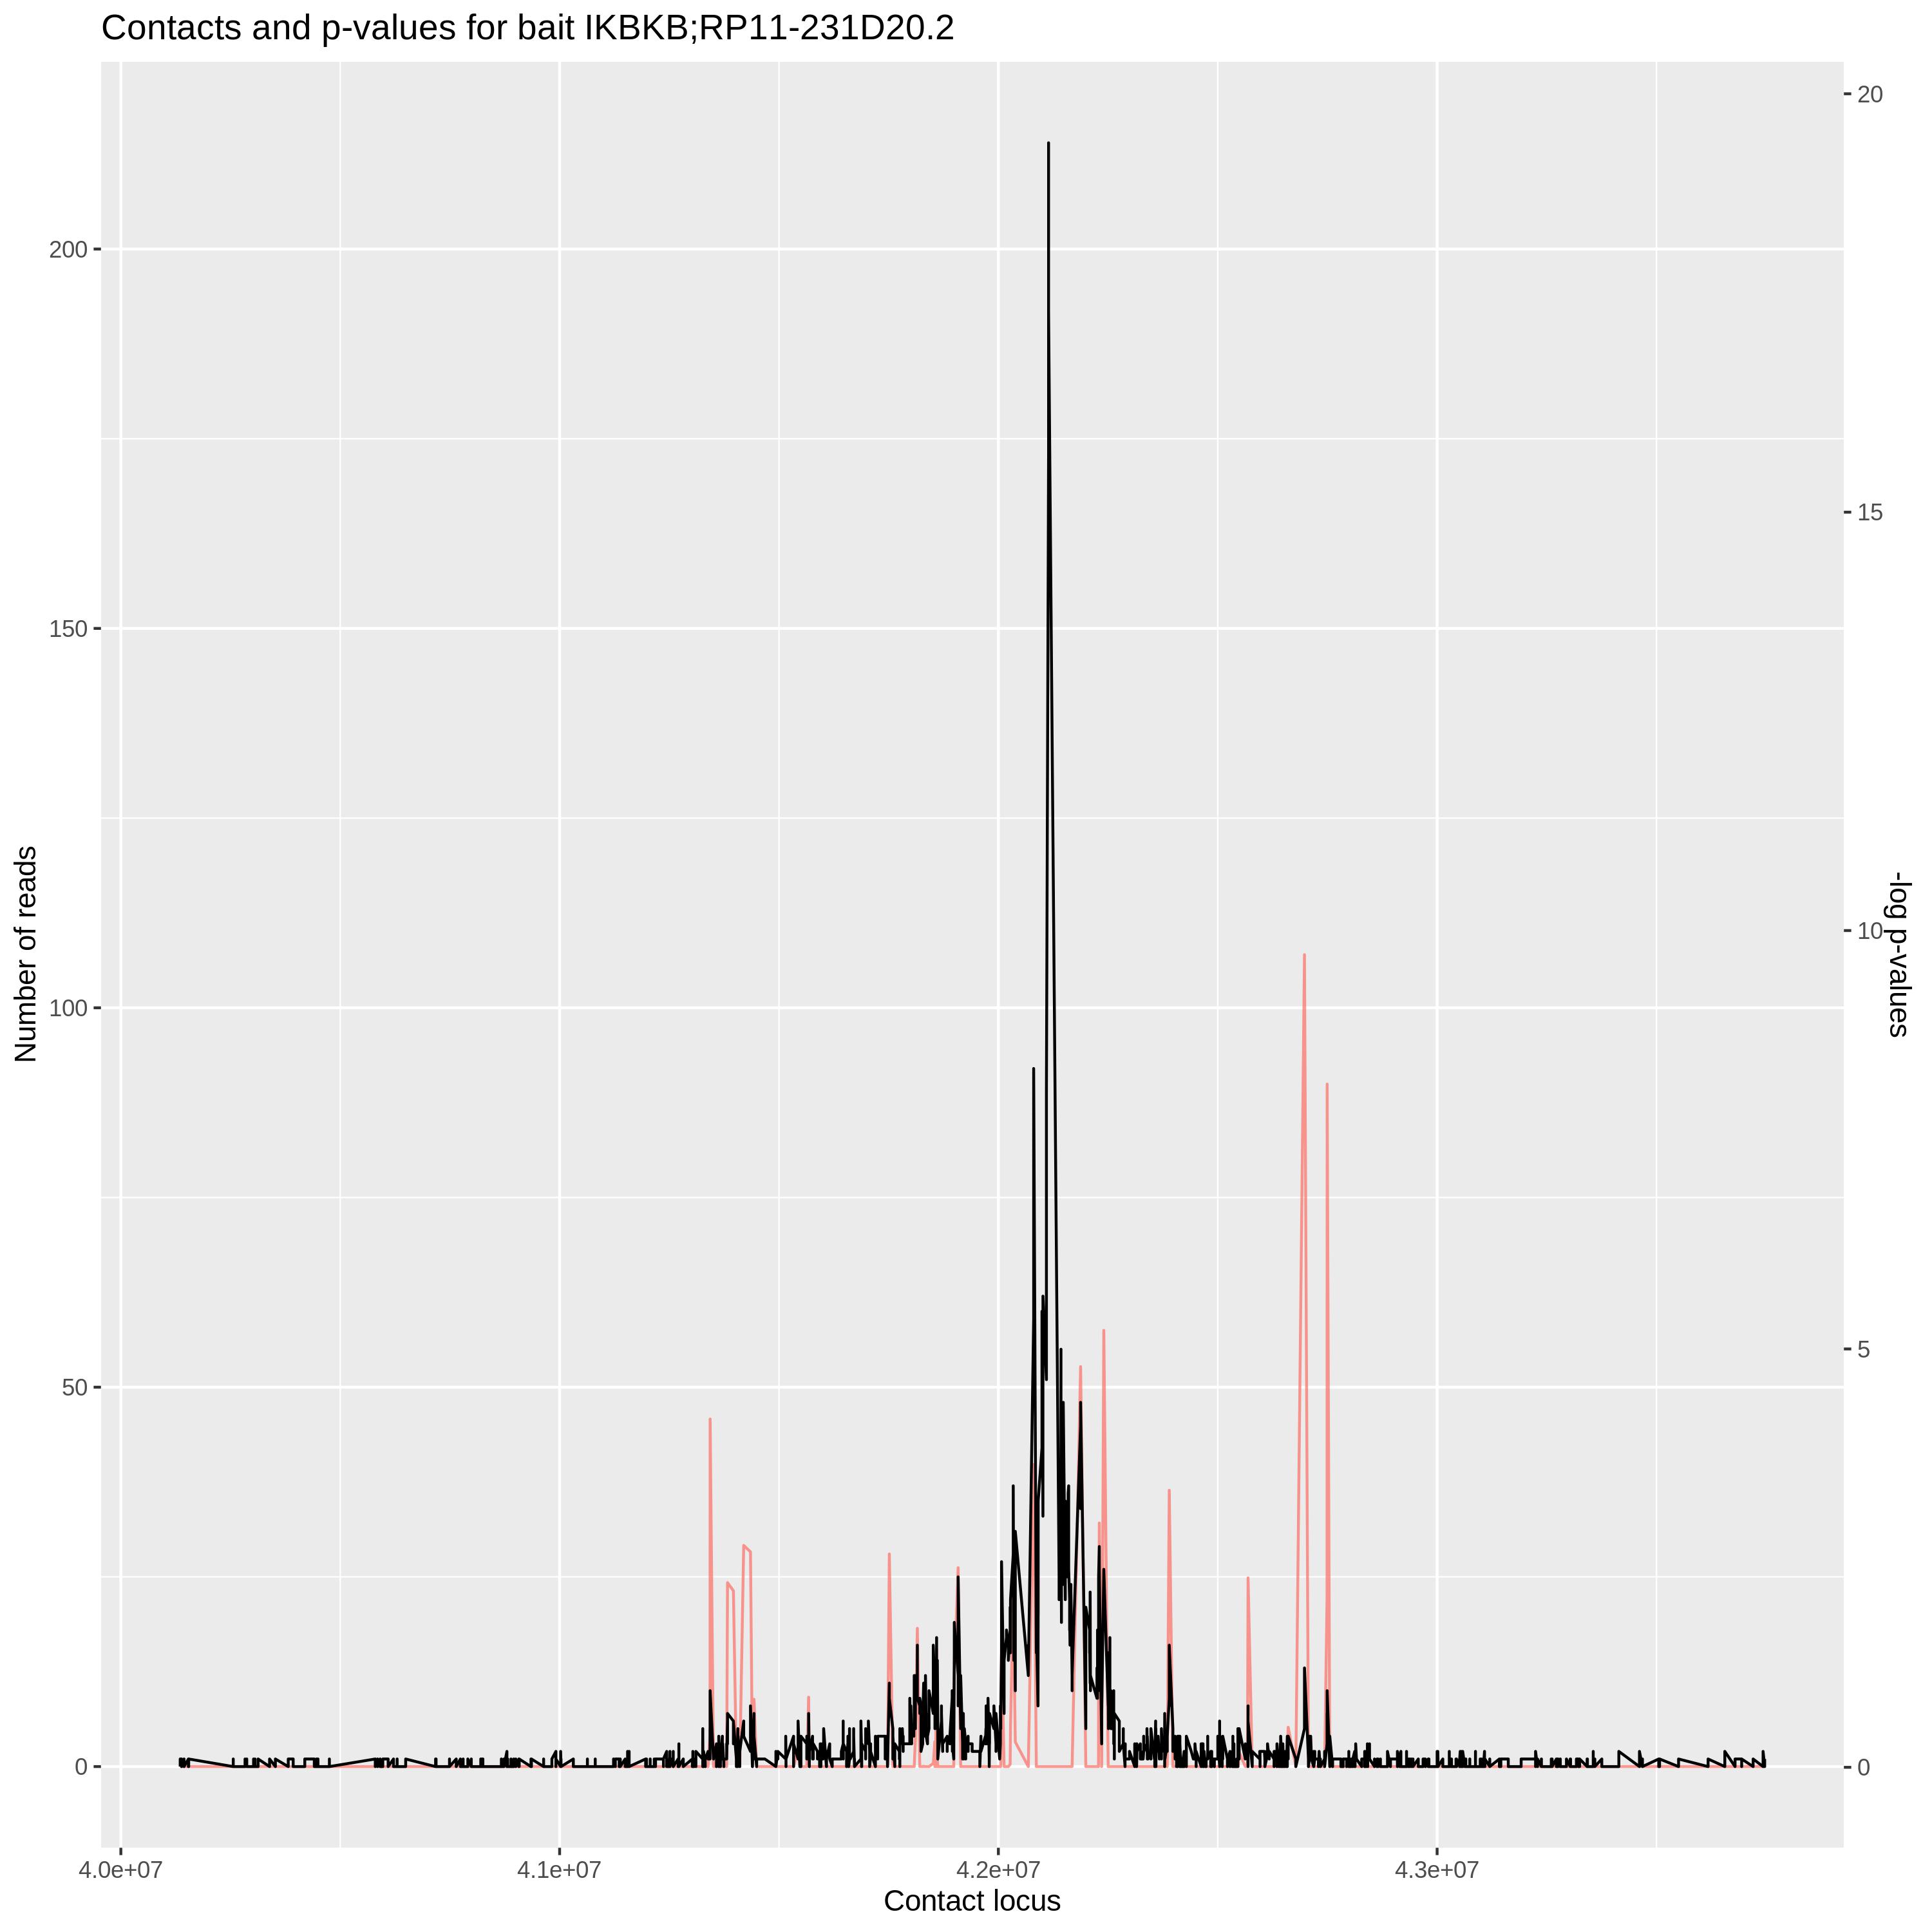 Contacts and p-values for bait IKBKB;RP11-231D20.2
20
200
15
150
Number of reads
-log p-values
10
100
5
50
0
0
4.0e+07
4.1e+07
4.2e+07
4.3e+07
Contact locus